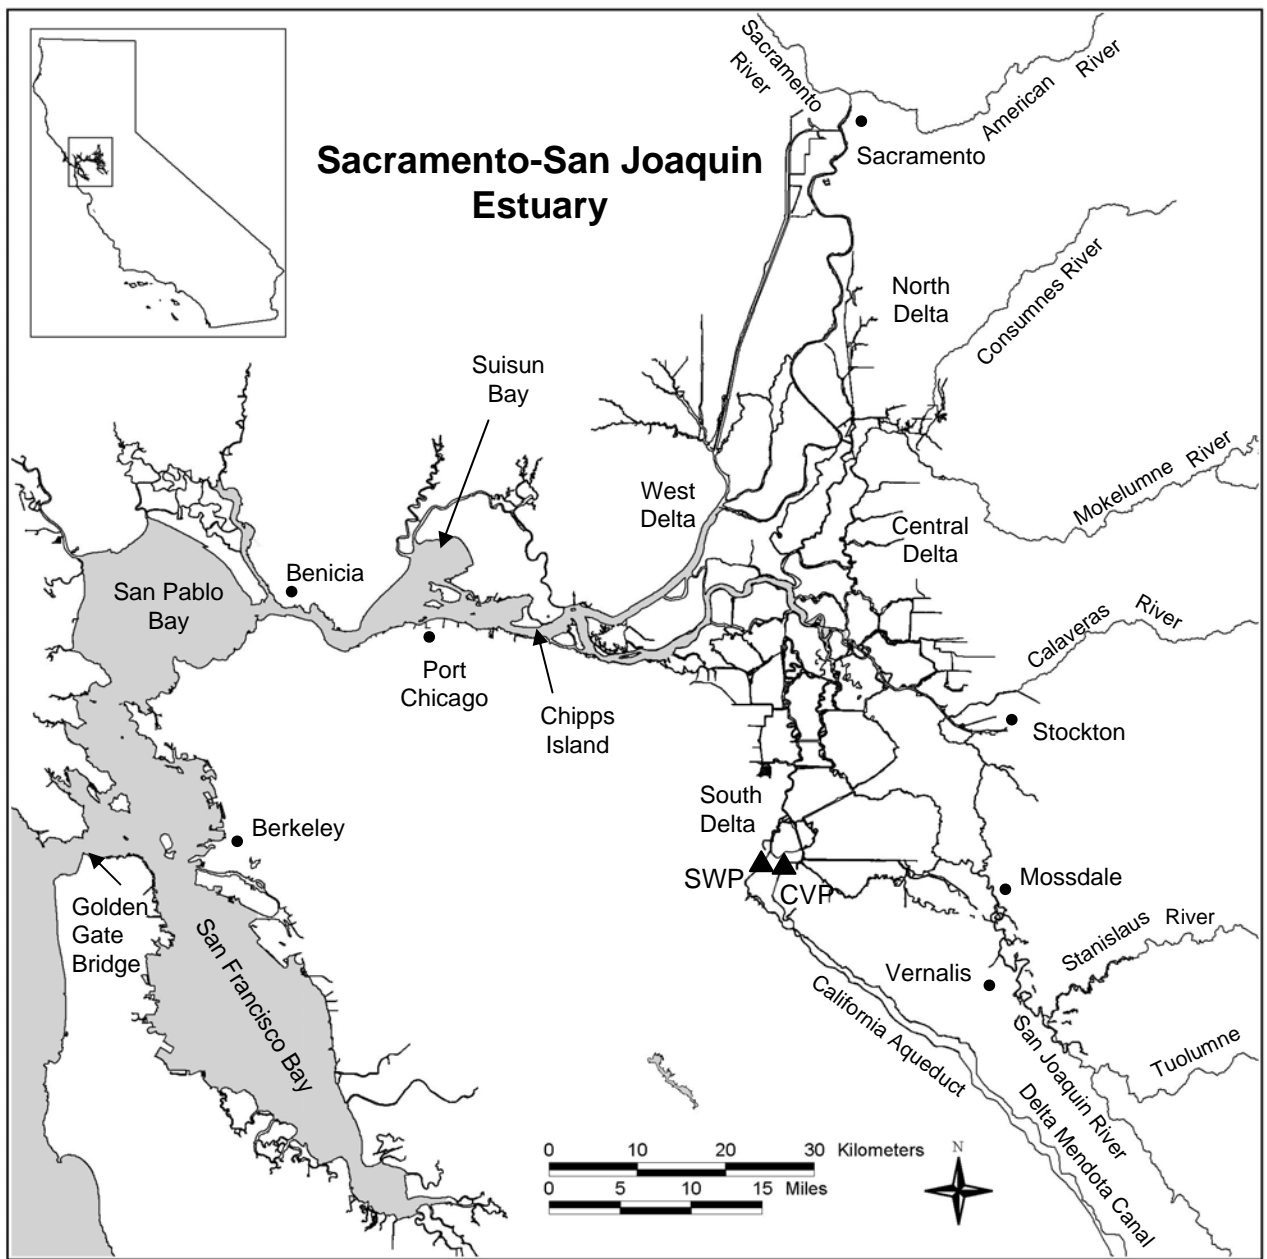 Sacramento
River
American River
Sacramento
Sacramento-San Joaquin
Estuary
North
Delta
Consumnes River
Suisun
Bay
West
Delta
Mokelumne River
Central
Delta
Benicia
San Pablo
Bay
Calaveras River
Port
Chicago
Chipps
Island
Stockton
South
Delta
Berkeley
SWP
CVP
Mossdale
Golden
Gate
Bridge
San Francisco Bay
Stanislaus River
Vernalis
California Aqueduct
San Joaquin River
Tuolumne
Delta Mendota Canal
0 10 20 30 Kilometers
0 5 10 15 Miles
N